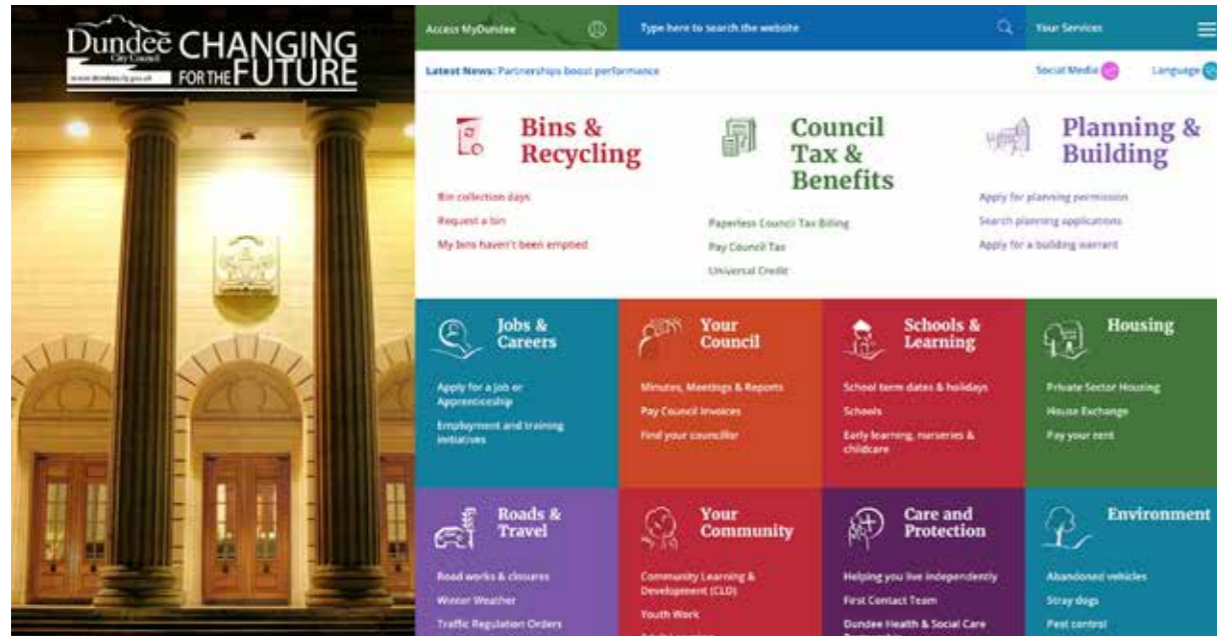 Dundee
City Council
CHANGING
FOR THE FUTURE
www.dundeecity.gov.uk
Access MyDundee
Type here to search the website
Your Services
Latest News: Partnerships boost performance
Social Media
Language
Bins &
Recycling
Bin collection days
Request a bin
My bins haven't been emptied
Council
Tax &
Benefits
Paperless Council Tax Billing
Pay Council Tax
Universal Credit
Planning &
Building
Apply for planning permission
Search planning applications
Apply for a building warrant
Jobs &
Careers
Apply for a job or
Apprenticeship
Employment and training
initiatives
Your
Council
Minutes, Meetings & Reports
Pay Council Invoices
Find your councillor
Schools &
Learning
School term dates & holidays
Schools
Early learning, nurseries &
childcare
Housing
Private Sector Housing
House Exchange
Pay your rent
Roads &
Travel
Road works & closures
Winter Weather
Traffic Regulation Orders
Your
Community
Community Learning &
Development (CLD)
Youth Work
Care and
Protection
Helping you live independently
First Contact Team
Dundee Health & Social Care
Environment
Abandoned vehicles
Stray dogs
Pest control